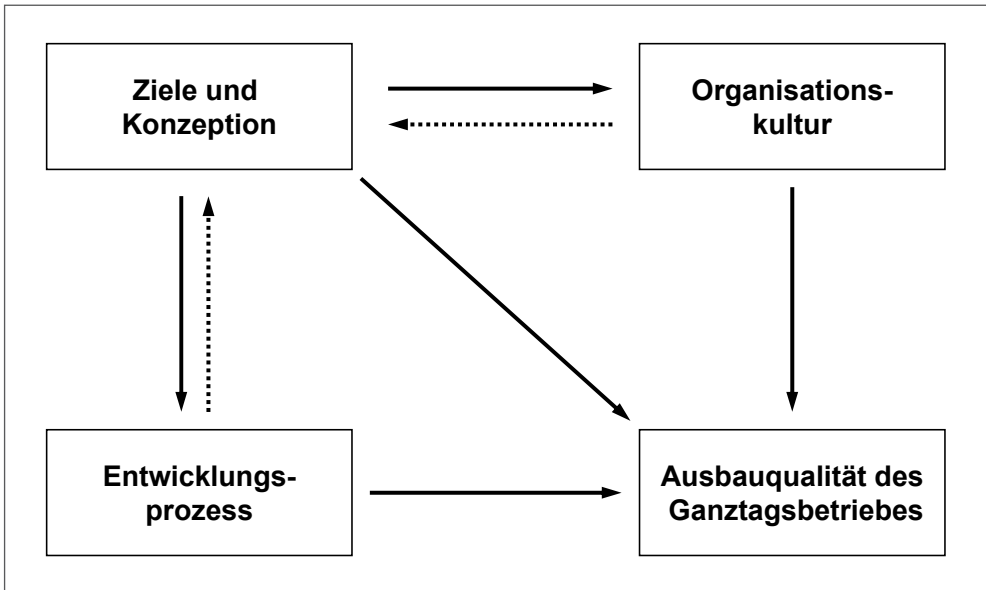 Ziele und
Konzeption
Organisations-
kultur
Entwicklungs-
prozess
Ausbauqualität des
Ganztagsbetriebes